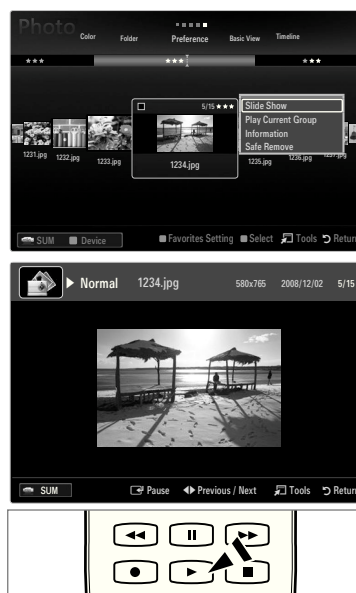 Photo
Color Folder Preference Basic View Timeline
★★★ ★★★ ★★★
5/15 ★★★
Slide Show
Play Current Group
Information
Safe Remove
1231.jpg 1232.jpg 1233.jpg 1234.jpg 1235.jpg 1236.jpg
SUM Device Favorites Setting Select Tools Return
Normal 1234.jpg 580x765 2008/12/02 5/15
SUM Pause Previous / Next Tools Return